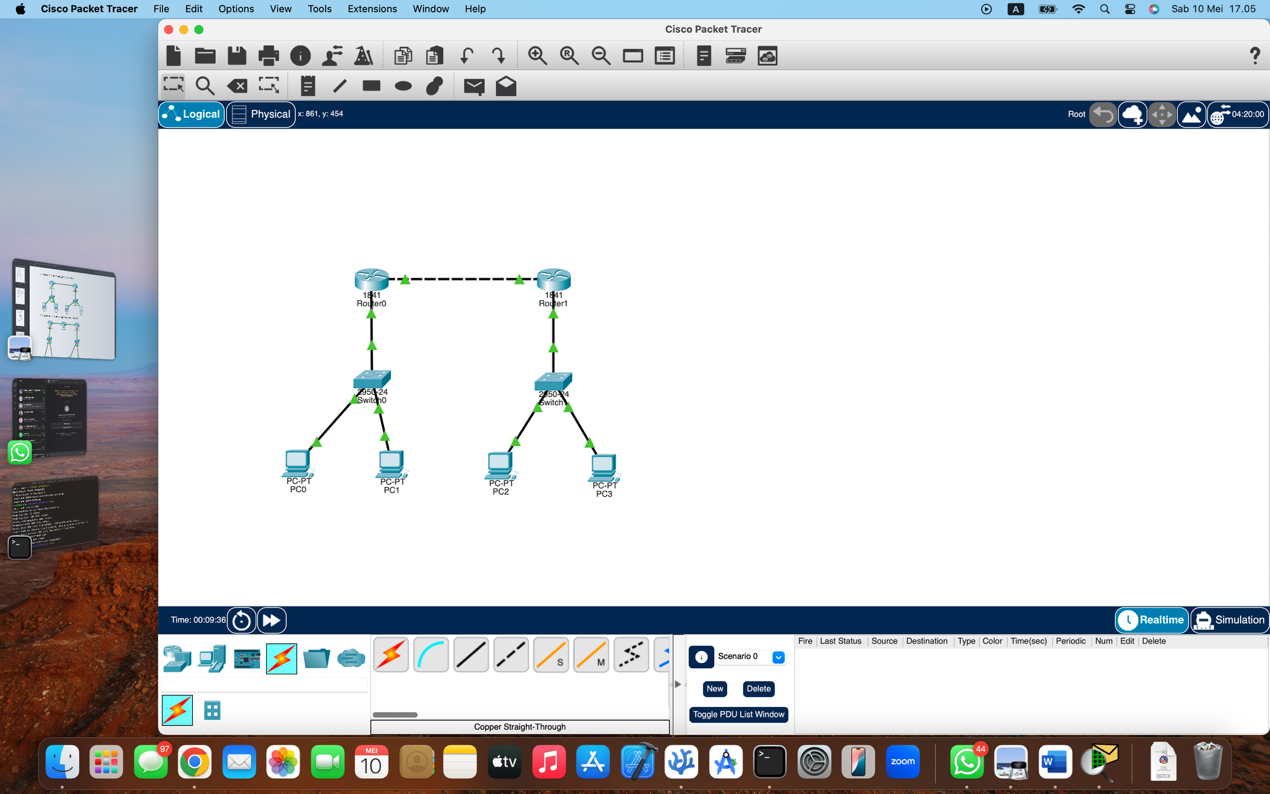 Cisco Packet Tracer File Edit Options View Tools Extensions Window Help A Sab 10 Mei 17.05
Cisco Packet Tracer
?
Logical Physical x: 861, y: 454 Root 04:20:00
1841
Router0
1841
Router1
2950-24
Switch0
2950-24
Switch1
PC-PT
PC0
PC-PT
PC1
PC-PT
PC2
PC-PT
PC3
Time: 00:09:36 Realtime Simulation
S M
Scenario 0
New Delete
Toggle PDU List Window
Fire Last Status Source Destination Type Color Time(sec) Periodic Num Edit Delete
Copper Straight-Through
97
MEI
10
tv
zoom
44
W